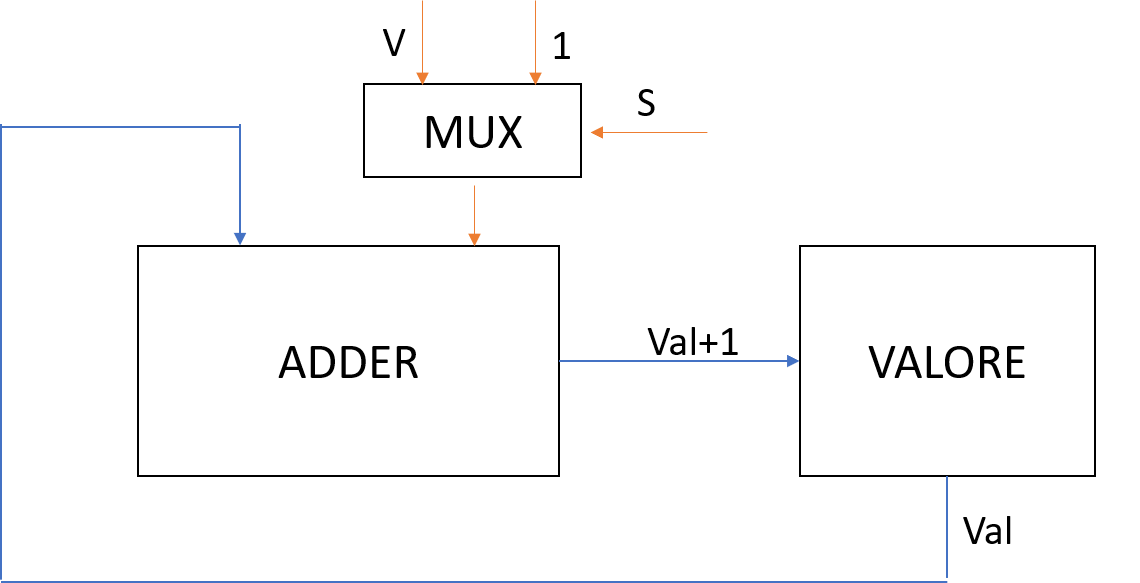 V
1
S
MUX
ADDER
Val+1
VALORE
Val